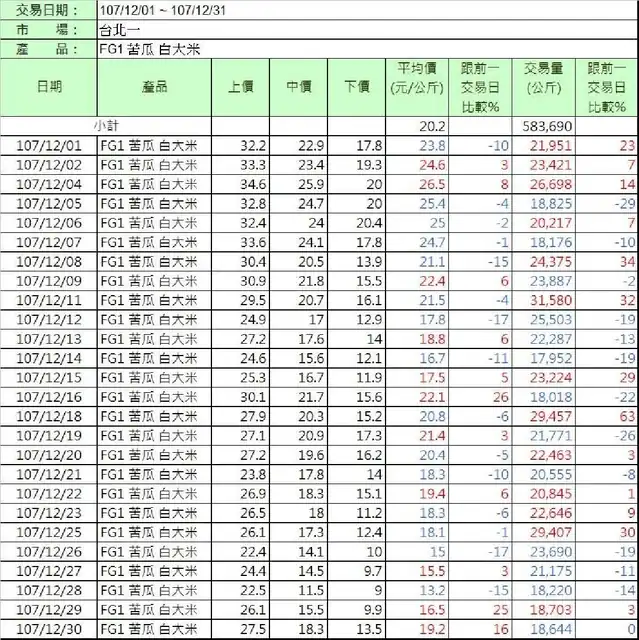 交易日期： 107/12/01 ~ 107/12/31
市　　場： 台北一
產　　品： FG1 苦瓜 白大米
日期 產品 上價 中價 下價 平均價(元/公斤) 跟前一交易日比較% 交易量(公斤) 跟前一交易日比較%
小計 20.2 583,690
107/12/01 FG1 苦瓜 白大米 32.2 22.9 17.8 23.8 -10 21,951 23
107/12/02 FG1 苦瓜 白大米 33.3 23.4 19.3 24.6 3 23,421 7
107/12/04 FG1 苦瓜 白大米 34.6 25.9 20 26.5 8 26,698 14
107/12/05 FG1 苦瓜 白大米 32.8 24.7 20 25.4 -4 18,825 -29
107/12/06 FG1 苦瓜 白大米 32.4 24 20.4 25 -2 20,217 7
107/12/07 FG1 苦瓜 白大米 33.6 24.1 17.8 24.7 -1 18,176 -10
107/12/08 FG1 苦瓜 白大米 30.4 20.5 13.9 21.1 -15 24,375 34
107/12/09 FG1 苦瓜 白大米 30.9 21.8 15.5 22.4 6 23,887 -2
107/12/11 FG1 苦瓜 白大米 29.5 20.7 16.1 21.5 -4 31,580 32
107/12/12 FG1 苦瓜 白大米 24.9 17 12.9 17.8 -17 25,503 -19
107/12/13 FG1 苦瓜 白大米 27.2 17.6 14 18.8 6 22,287 -13
107/12/14 FG1 苦瓜 白大米 24.6 15.6 12.1 16.7 -11 17,952 -19
107/12/15 FG1 苦瓜 白大米 25.3 16.7 11.9 17.5 5 23,224 29
107/12/16 FG1 苦瓜 白大米 30.1 21.7 15.6 22.1 26 18,018 -22
107/12/18 FG1 苦瓜 白大米 27.9 20.3 15.2 20.8 -6 29,457 63
107/12/19 FG1 苦瓜 白大米 27.1 20.9 17.3 21.4 3 21,771 -26
107/12/20 FG1 苦瓜 白大米 27.2 19.6 16.2 20.4 -5 22,463 3
107/12/21 FG1 苦瓜 白大米 23.8 17.8 14 18.3 -10 20,555 -8
107/12/22 FG1 苦瓜 白大米 26.9 18.3 15.1 19.4 6 20,845 1
107/12/23 FG1 苦瓜 白大米 26.5 18 11.2 18.3 -6 22,646 9
107/12/25 FG1 苦瓜 白大米 26.1 17.3 12.4 18.1 -1 29,407 30
107/12/26 FG1 苦瓜 白大米 22.4 14.1 10 15 -17 23,690 -19
107/12/27 FG1 苦瓜 白大米 24.4 14.5 9.7 15.5 3 21,175 -11
107/12/28 FG1 苦瓜 白大米 22.5 11.5 9 13.2 -15 18,220 -14
107/12/29 FG1 苦瓜 白大米 26.1 15.5 9.9 16.5 25 18,703 3
107/12/30 FG1 苦瓜 白大米 27.5 18.3 13.5 19.2 16 18,644 0